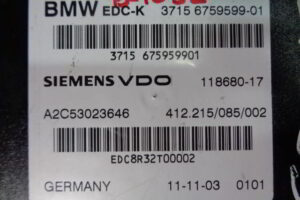 BMW EDC-K 3715 6759599-01
3715 675959901
SIEMENS VDO 118680-17
A2C53023646 412.215/085/002
EDC8R32T00002
GERMANY 11-11-03 0101